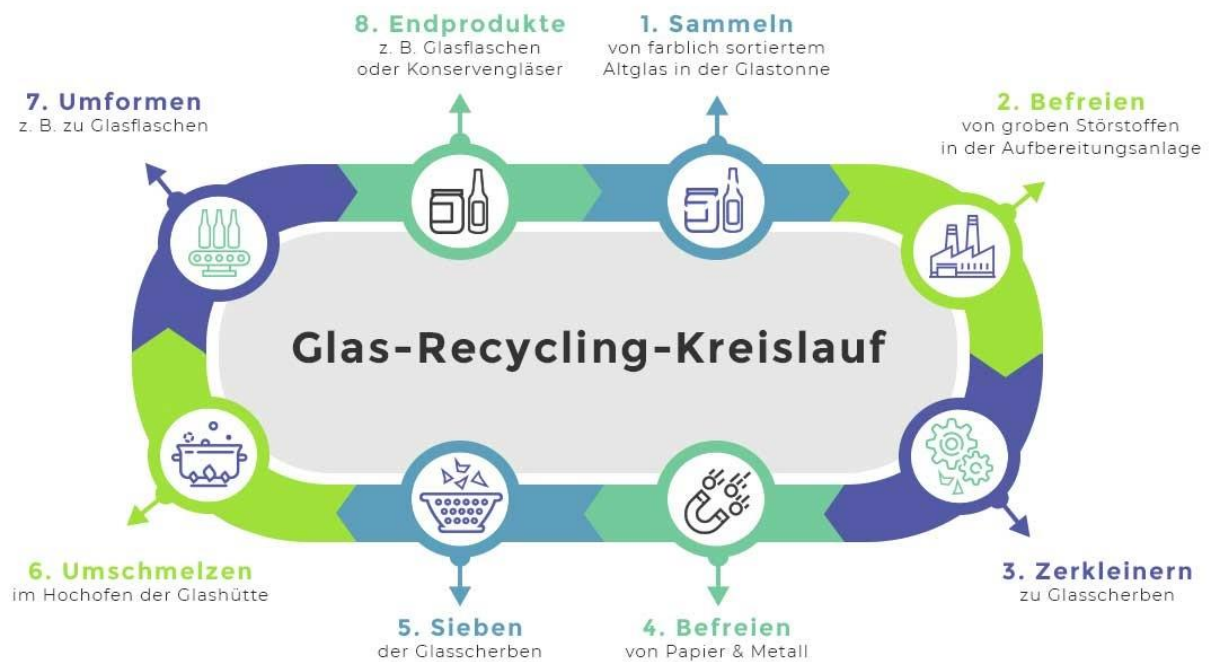 Glas-Recycling-Kreislauf
1. Sammeln
von farblich sortiertem
Altglas in der Glastonne
2. Befreien
von groben Störstoffen
in der Aufbereitungsanlage
3. Zerkleinern
zu Glasscherben
4. Befreien
von Papier & Metall
5. Sieben
der Glasscherben
6. Umschmelzen
im Hochofen der Glashütte
7. Umformen
z. B. zu Glasflaschen
8. Endprodukte
z. B. Glasflaschen
oder Konservengläser